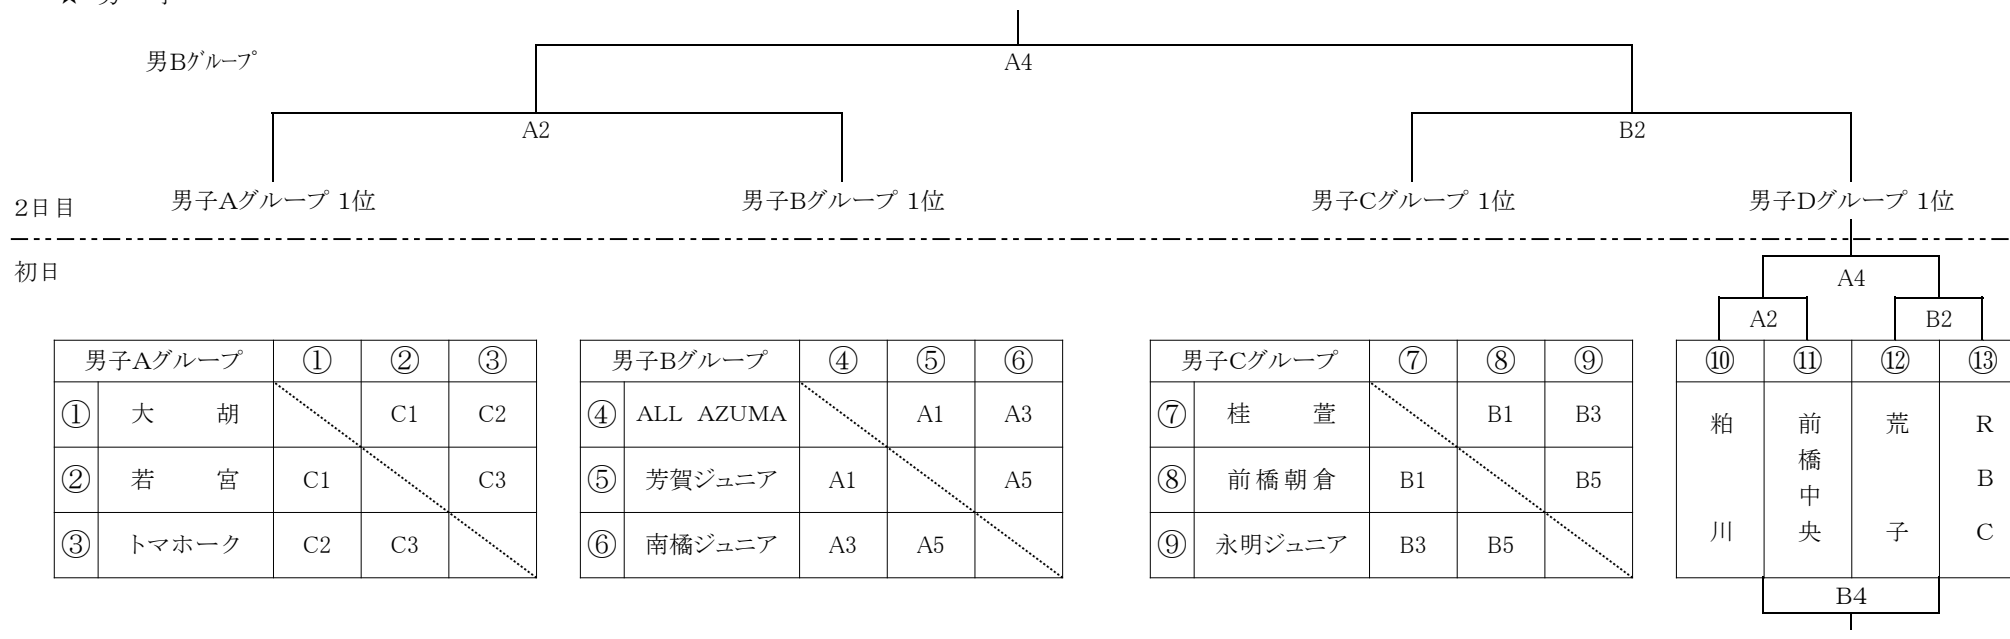 男Bグループ
A4
A2
B2
2日目
男子Aグループ 1位
男子Bグループ 1位
男子Cグループ 1位
男子Dグループ 1位
初日
A4
A2
B2
男子Aグループ ① ② ③
① 大 胡 C1 C2
② 若 宮 C1 C3
③ トマホーク C2 C3
男子Bグループ ④ ⑤ ⑥
④ ALL AZUMA A1 A3
⑤ 芳賀ジュニア A1 A5
⑥ 南橘ジュニア A3 A5
男子Cグループ ⑦ ⑧ ⑨
⑦ 桂 萱 B1 B3
⑧ 前橋朝倉 B1 B5
⑨ 永明ジュニア B3 B5
⑩ ⑪ ⑫ ⑬
粕川
前橋中央
荒子
RBC
B4